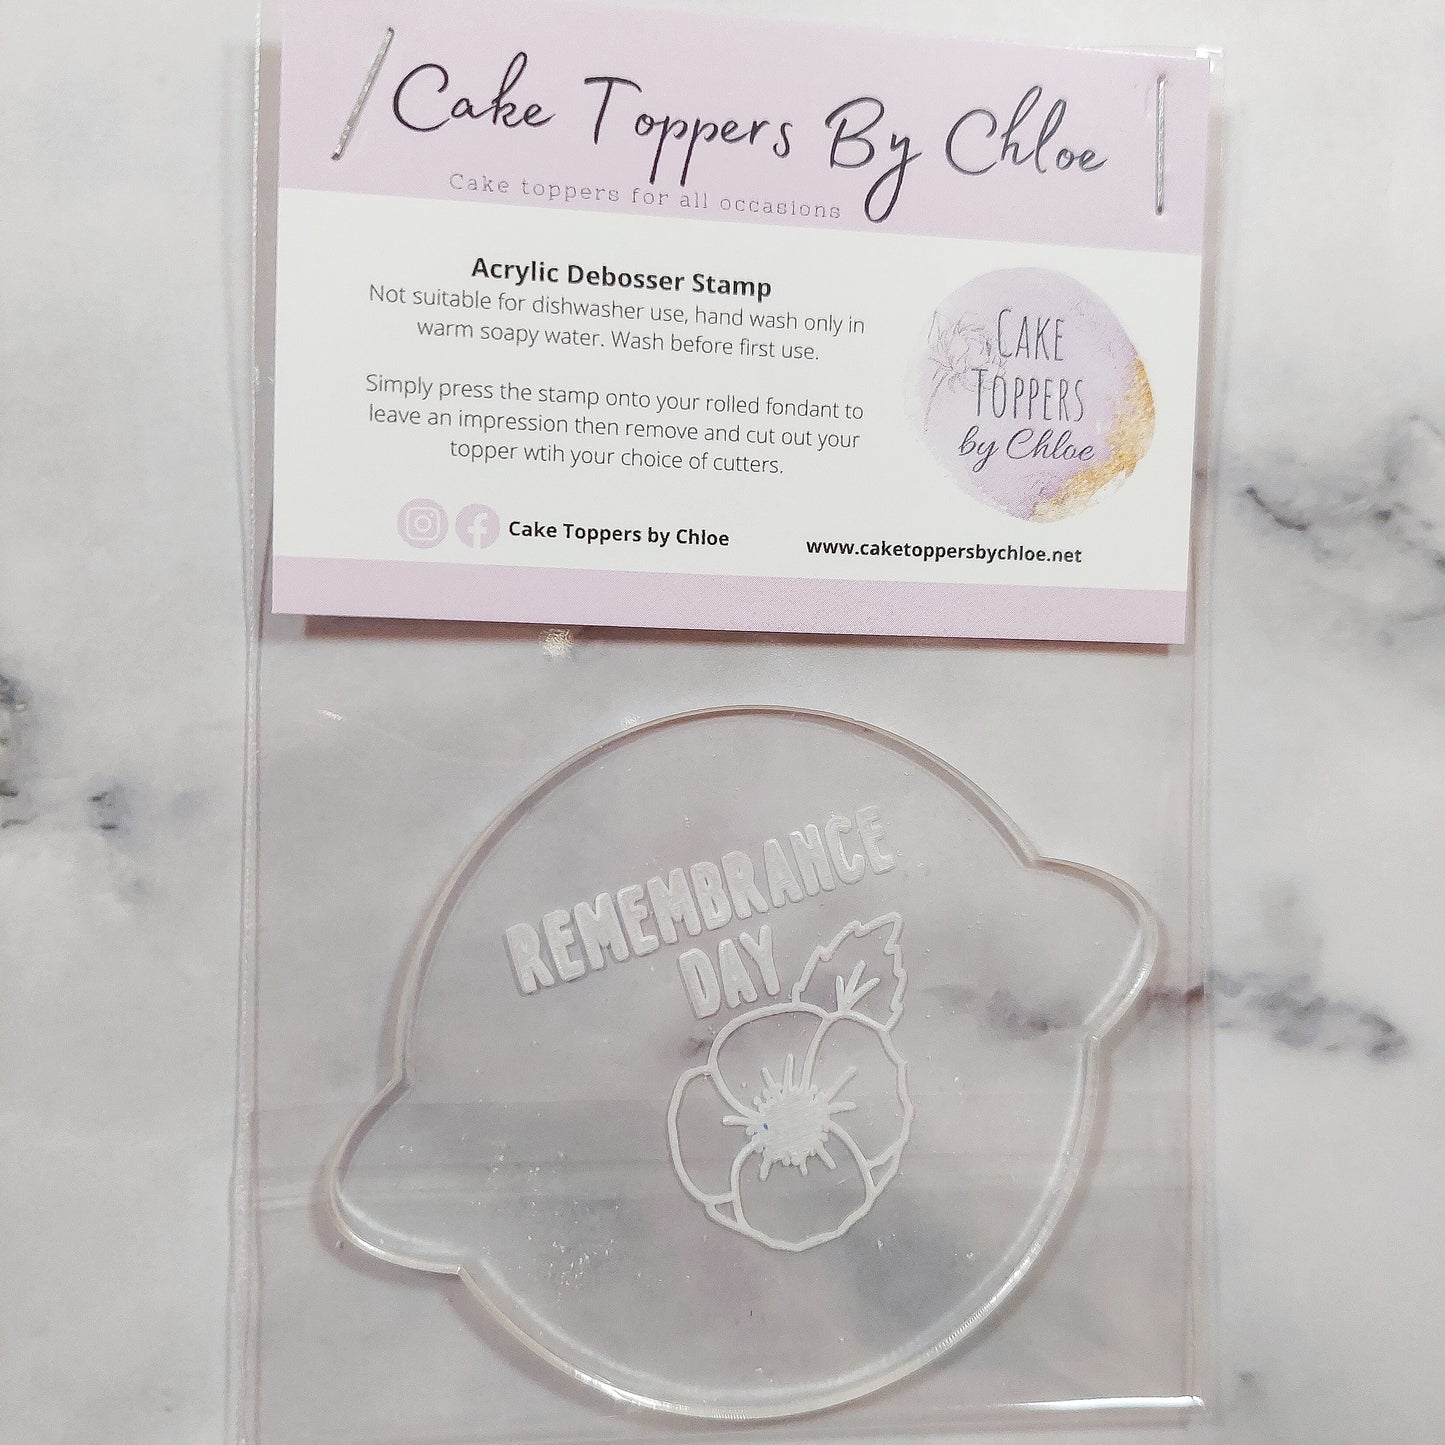 Cake Toppers By Chloe
Cake toppers for all occasions
Acrylic Debosser Stamp
Not suitable for dishwasher use, hand wash only in
warm soapy water. Wash before first use.
Simply press the stamp onto your rolled fondant to
leave an impression then remove and cut out your
topper wtih your choice of cutters.
CAKE
TOPPERS
by Chloe
Cake Toppers by Chloe
www.caketoppersbychloe.net
REMEMBRANCE
DAY